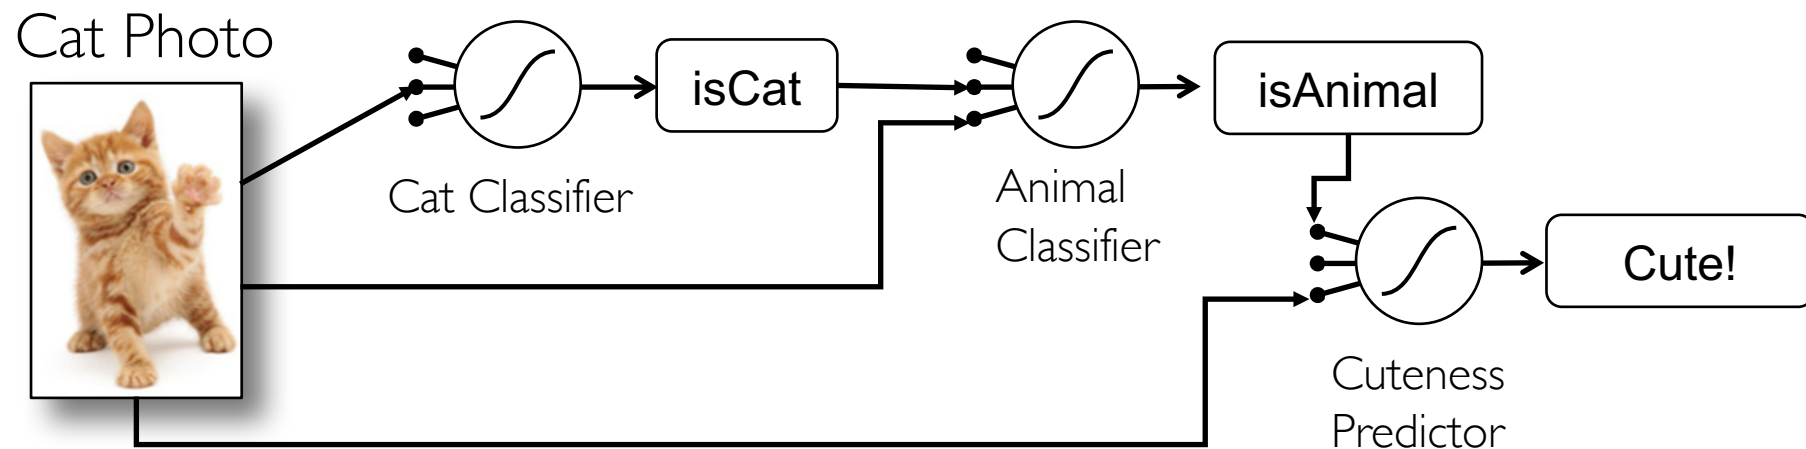 Cat Photo
isCat
isAnimal
Cat Classifier
Animal
Classifier
Cute!
Cuteness
Predictor